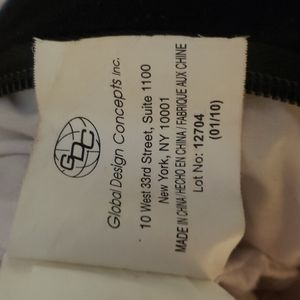 GDC
Global Design Concepts Inc.
10 West 33rd Street, Suite 1100
New York, NY 10001
MADE IN CHINA/HECHO EN CHINA/FABRIQUE AUX CHINE
Lot No: 12704
(01/10)